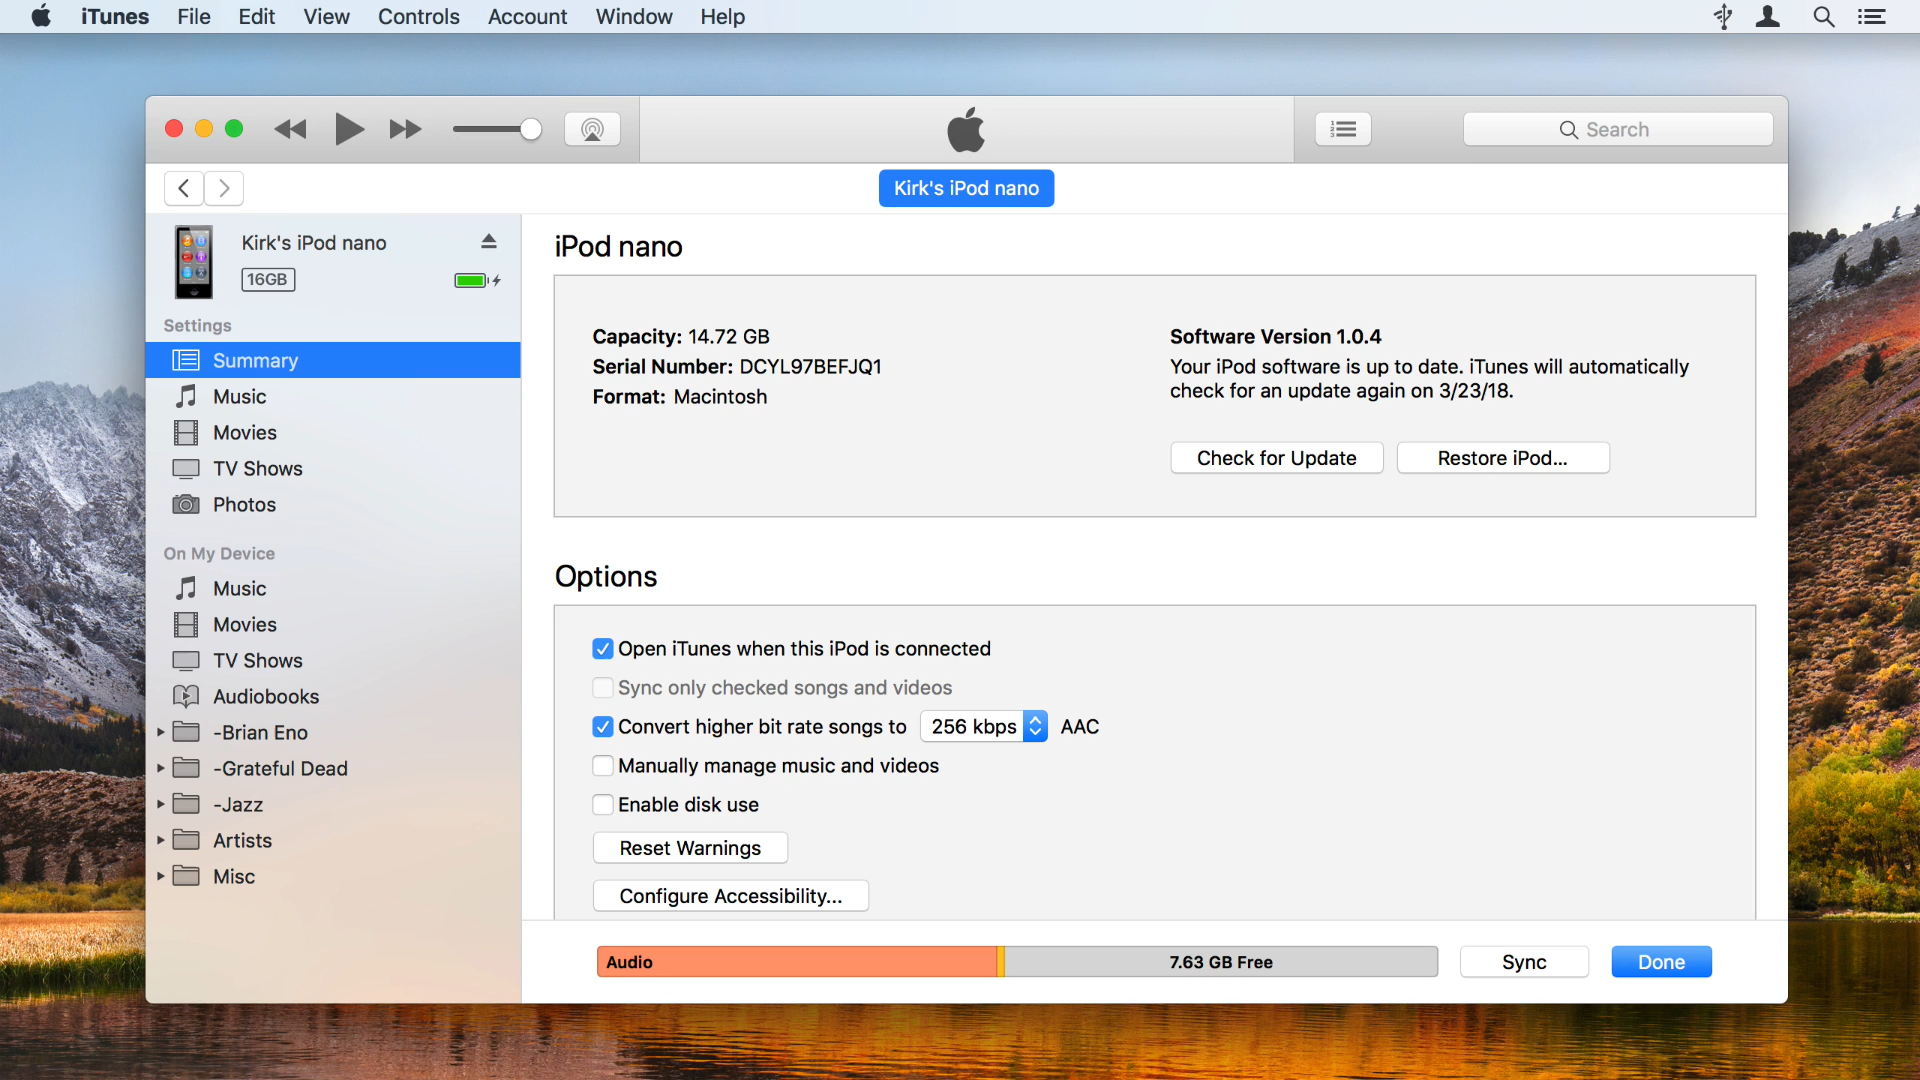 iTunes File Edit View Controls Account Window Help
Search
Kirk's iPod nano
Kirk's iPod nano
16GB
Settings
Summary
Music
Movies
TV Shows
Photos
On My Device
Music
Movies
TV Shows
Audiobooks
-Brian Eno
-Grateful Dead
-Jazz
Artists
Misc
iPod nano
Capacity: 14.72 GB
Serial Number: DCYL97BEFJQ1
Format: Macintosh
Software Version 1.0.4
Your iPod software is up to date. iTunes will automatically
check for an update again on 3/23/18.
Check for Update
Restore iPod...
Options
Open iTunes when this iPod is connected
Sync only checked songs and videos
Convert higher bit rate songs to 256 kbps AAC
Manually manage music and videos
Enable disk use
Reset Warnings
Configure Accessibility...
Audio
7.63 GB Free
Sync
Done